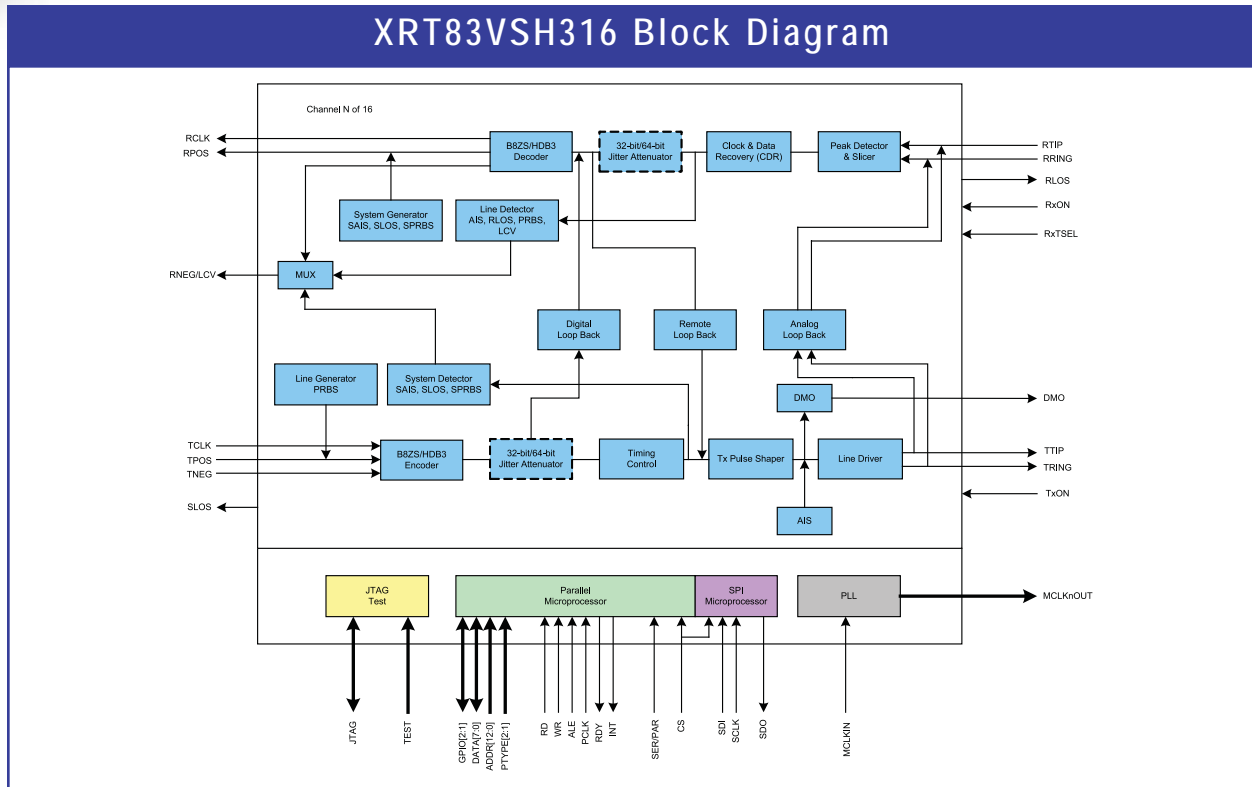 XRT83VSH316 Block Diagram
Channel N of 16
RCLK
RPOS
B8ZS/HDB3
Decoder
32-bit/64-bit
Jitter Attenuator
Clock & Data
Recovery (CDR)
Peak Detector
& Slicer
RTIP
RRING
RLOS
RxON
RxTSEL
System Generator
SAIS, SLOS, SPRBS
Line Detector
AIS, RLOS, PRBS,
LCV
RNEG/LCV
MUX
Digital
Loop Back
Remote
Loop Back
Analog
Loop Back
Line Generator
PRBS
System Detector
SAIS, SLOS, SPRBS
DMO
DMO
TCLK
TPOS
TNEG
B8ZS/HDB3
Encoder
32-bit/64-bit
Jitter Attenuator
Timing
Control
Tx Pulse Shaper
Line Driver
TTIP
TRING
SLOS
AIS
TxON
JTAG
Test
Parallel
Microprocessor
SPI
Microprocessor
PLL
MCLKnOUT
JTAG
TEST
GPIO[2:1]
DATA[7:0]
ADDR[12:0]
PTYPE[2:1]
RD
WR
ALE
PCLK
RDY
INT
SER/PAR
CS
SDI
SCLK
SDO
MCLKIN